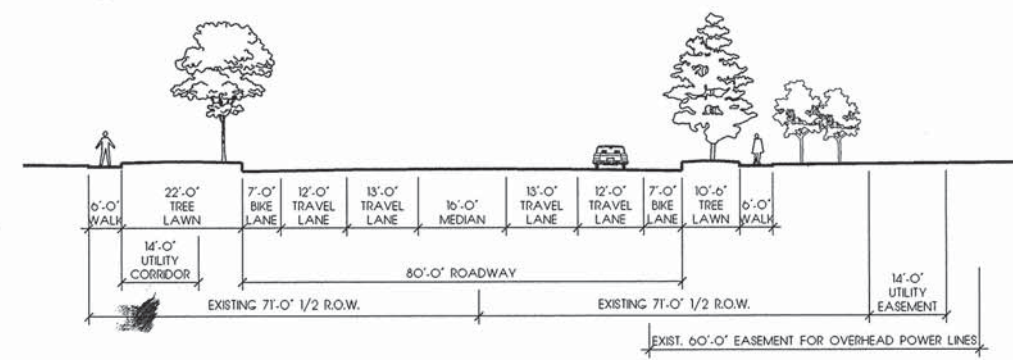 6'-0" WALK
22'-0" TREE LAWN
7'-0" BIKE LANE
12'-0" TRAVEL LANE
13'-0" TRAVEL LANE
16'-0" MEDIAN
13'-0" TRAVEL LANE
12'-0" TRAVEL LANE
7'-0" BIKE LANE
10'-6" TREE LAWN
6'-0" WALK
14'-0" UTILITY CORRIDOR
80'-0" ROADWAY
14'-0" UTILITY EASEMENT
EXISTING 71'-0" 1/2 R.O.W.
EXISTING 71'-0" 1/2 R.O.W.
EXIST. 60'-0" EASEMENT FOR OVERHEAD POWER LINES